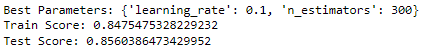 Best Parameters: {'learning_rate': 0.1, 'n_estimators': 300}
Train Score: 0.8475475328229232
Test Score: 0.8560386473429952